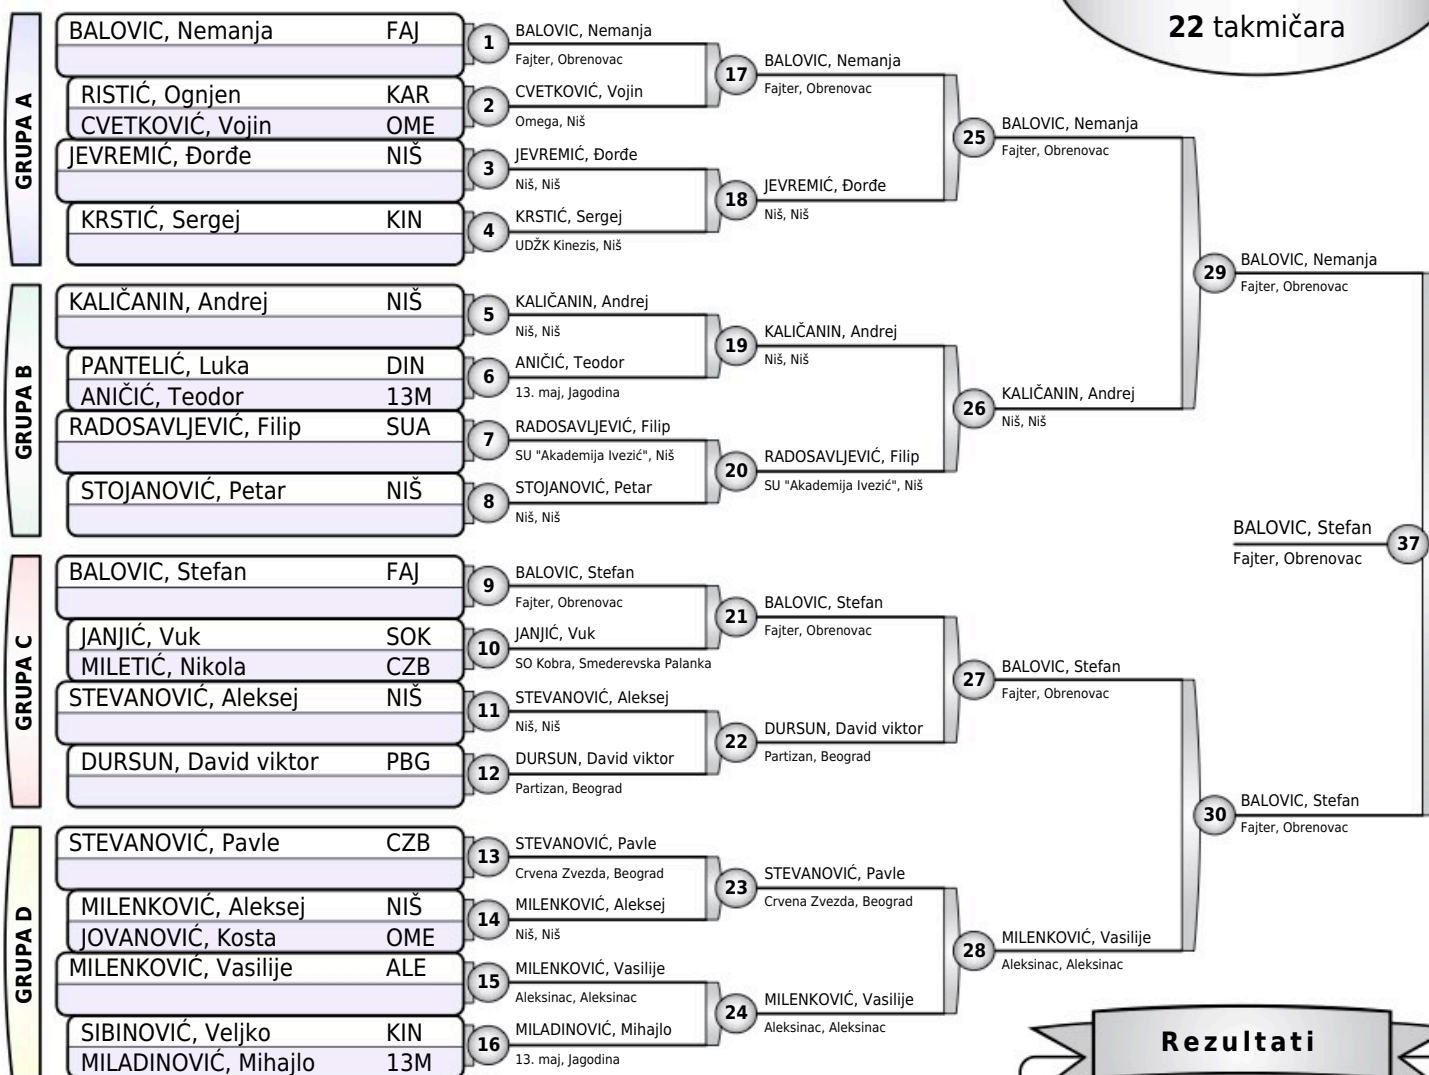 22 takmičara
GRUPA A
BALOVIC, Nemanja FAJ
RISTIĆ, Ognjen KAR
CVETKOVIĆ, Vojin OME
JEVREMIĆ, Đorđe NIŠ
KRSTIĆ, Sergej KIN
1
BALOVIC, Nemanja
Fajter, Obrenovac
2
CVETKOVIĆ, Vojin
Omega, Niš
3
JEVREMIĆ, Đorđe
Niš, Niš
4
KRSTIĆ, Sergej
UDŽK Kinezis, Niš
17
BALOVIC, Nemanja
Fajter, Obrenovac
18
JEVREMIĆ, Đorđe
Niš, Niš
25
BALOVIC, Nemanja
Fajter, Obrenovac
GRUPA B
KALIČANIN, Andrej NIŠ
PANTELIĆ, Luka DIN
ANIČIĆ, Teodor 13M
RADOSAVLJEVIĆ, Filip SUA
STOJANOVIĆ, Petar NIŠ
5
KALIČANIN, Andrej
Niš, Niš
6
ANIČIĆ, Teodor
13. maj, Jagodina
7
RADOSAVLJEVIĆ, Filip
SU "Akademija Ivezić", Niš
8
STOJANOVIĆ, Petar
Niš, Niš
19
KALIČANIN, Andrej
Niš, Niš
20
RADOSAVLJEVIĆ, Filip
SU "Akademija Ivezić", Niš
26
KALIČANIN, Andrej
Niš, Niš
29
BALOVIC, Nemanja
Fajter, Obrenovac
GRUPA C
BALOVIC, Stefan FAJ
JANJIĆ, Vuk SOK
MILETIĆ, Nikola CZB
STEVANOVIĆ, Aleksej NIŠ
DURSUN, David viktor PBG
9
BALOVIC, Stefan
Fajter, Obrenovac
10
JANJIĆ, Vuk
SO Kobra, Smederevska Palanka
11
STEVANOVIĆ, Aleksej
Niš, Niš
12
DURSUN, David viktor
Partizan, Beograd
21
BALOVIC, Stefan
Fajter, Obrenovac
22
DURSUN, David viktor
Partizan, Beograd
27
BALOVIC, Stefan
Fajter, Obrenovac
GRUPA D
STEVANOVIĆ, Pavle CZB
MILENKOVIĆ, Aleksej NIŠ
JOVANOVIĆ, Kosta OME
MILENKOVIĆ, Vasilije ALE
SIBINOVIĆ, Veljko KIN
MILADINOVIĆ, Mihajlo 13M
13
STEVANOVIĆ, Pavle
Crvena Zvezda, Beograd
14
MILENKOVIĆ, Aleksej
Niš, Niš
15
MILENKOVIĆ, Vasilije
Aleksinac, Aleksinac
16
MILADINOVIĆ, Mihajlo
13. maj, Jagodina
23
STEVANOVIĆ, Pavle
Crvena Zvezda, Beograd
24
MILENKOVIĆ, Vasilije
Aleksinac, Aleksinac
28
MILENKOVIĆ, Vasilije
Aleksinac, Aleksinac
30
BALOVIC, Stefan
Fajter, Obrenovac
BALOVIC, Stefan
Fajter, Obrenovac
37
Rezultati